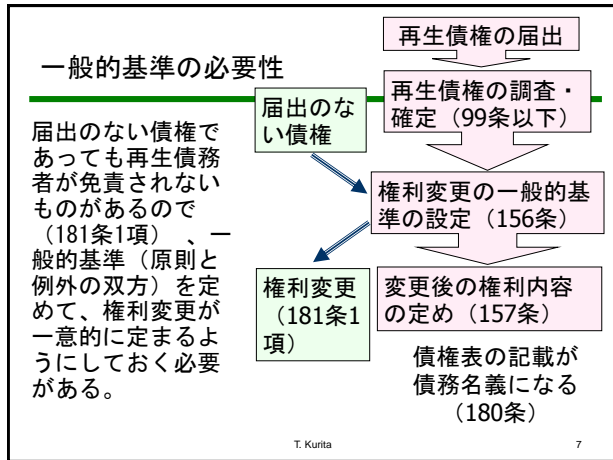 一般的基準の必要性
届出のない債権で
あっても再生債務
者が免責されない
ものがあるので
（181条1項）、一
般的基準（原則と
例外の双方）を定
めて、権利変更が
一意的に定まるよ
うにしておく必要
がある。
再生債権の届出
再生債権の調査・
確定（99条以下）
届出のな
い債権
権利変更の一般的基
準の設定（156条）
権利変更
（181条1
項）
変更後の権利内容
の定め（157条）
債権表の記載が
債務名義になる
（180条）
T. Kurita
7